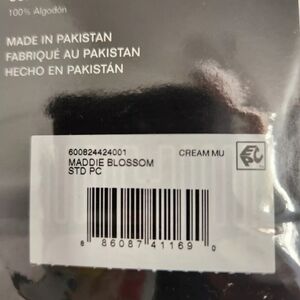 100% Algodón
MADE IN PAKISTAN
FABRIQUÉ AU PAKISTAN
HECHO EN PAKISTÁN
600824424001 CREAM MU
MADDIE BLOSSOM
STD PC
8 86087 41169 0